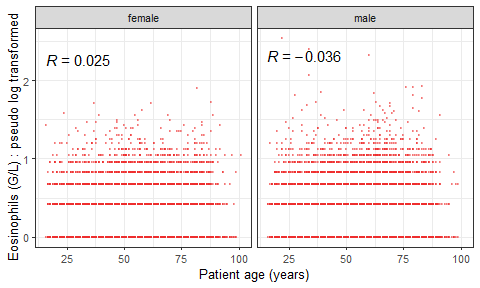 female
male
Eosinophils (G/L) : pseudo log transformed
R = 0.025
R = −0.036
2
1
0
25
50
75
100
25
50
75
100
Patient age (years)